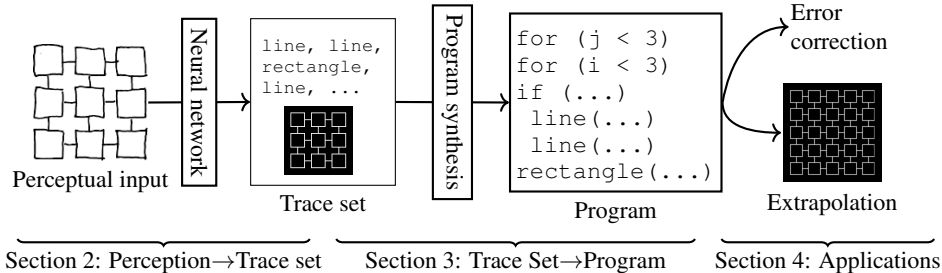 Perceptual input
Neural network
line, line,
rectangle,
line, ...
Trace set
Program synthesis
for (j < 3)
for (i < 3)
if (...)
line(...)
line(...)
rectangle(...)
Program
Error
correction
Extrapolation
Section 2: Perception→Trace set
Section 3: Trace Set→Program
Section 4: Applications